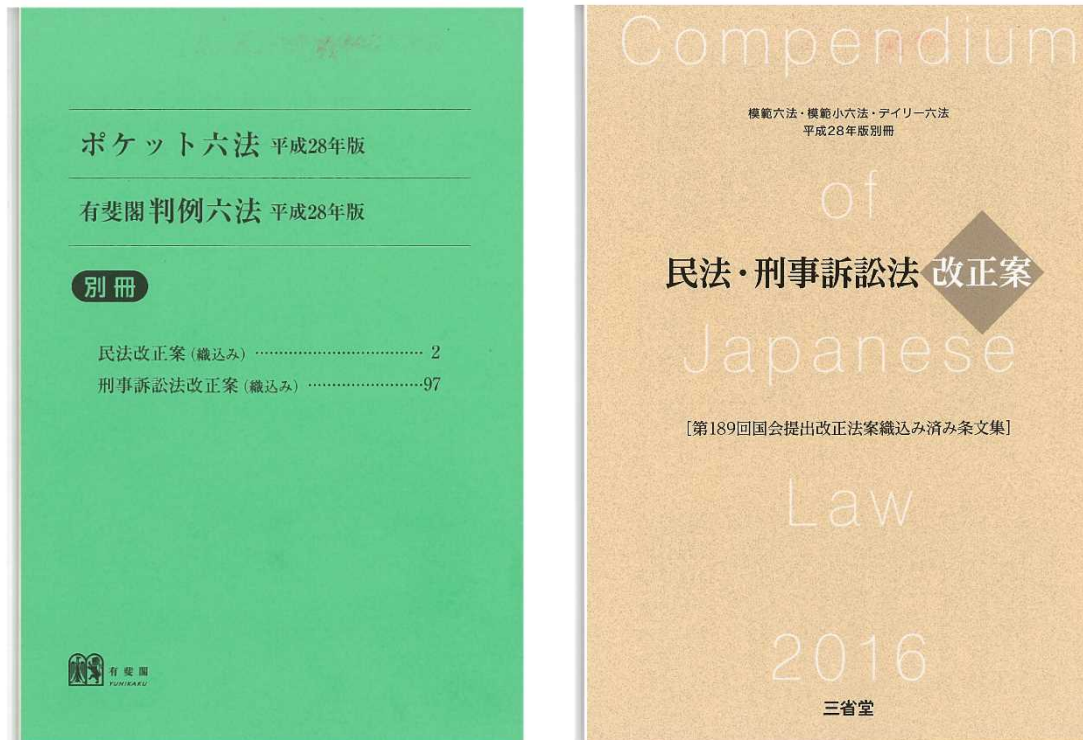 ポケット六法 平成28年版
有斐閣 判例六法 平成28年版
別冊
民法改正案(織込み) …………………………… 2
刑事訴訟法改正案(織込み) ……………………97
有斐閣
YUHIKAKU
Compendium
模範六法・模範小六法・デイリー六法
平成28年版別冊
of
民法・刑事訴訟法 改正案
Japanese
[第189回国会提出改正法案織込み済み条文集]
Law
2016
三省堂